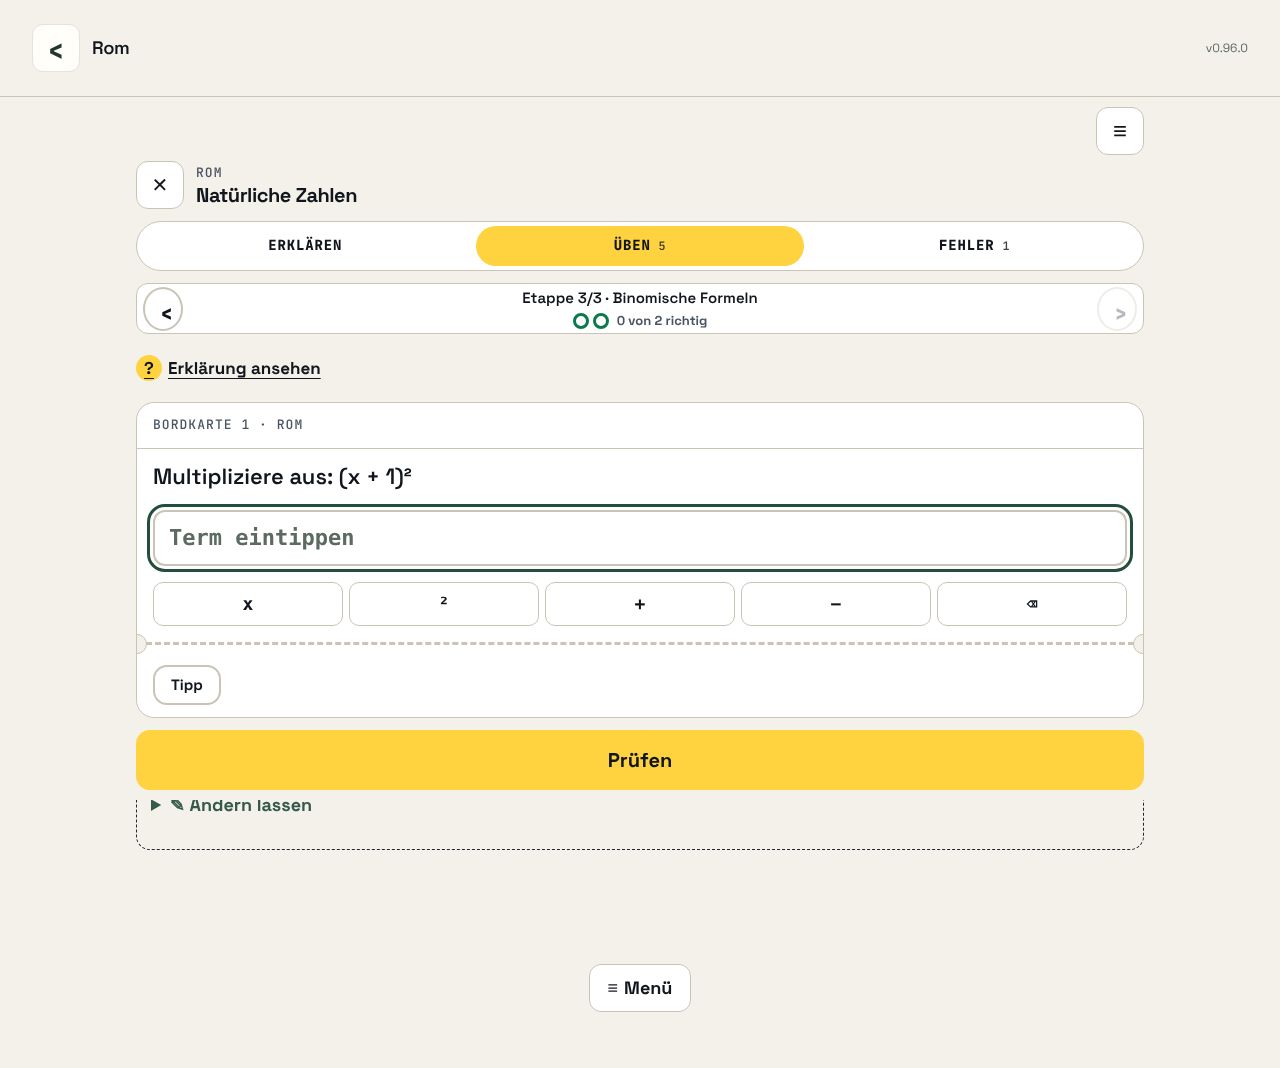 < Rom
v0.96.0
≡
✕
ROM
Natürliche Zahlen
ERKLÄREN
ÜBEN 5
FEHLER 1
<
Etappe 3/3 · Binomische Formeln
0 von 2 richtig
>
? Erklärung ansehen
BORDKARTE 1 · ROM
Multipliziere aus: (x + 1)²
Term eintippen
x
²
+
−
⌫
Tipp
Prüfen
▶ ✎ Ändern lassen
≡ Menü